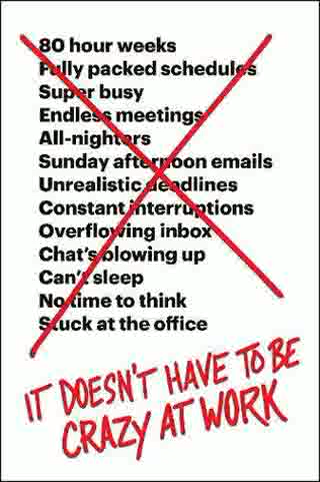 80 hour weeks
Fully packed schedules
Super busy
Endless meetings
All-nighters
Sunday afternoon emails
Unrealistic deadlines
Constant interruptions
Overflowing inbox
Chat's blowing up
Can't sleep
No time to think
Stuck at the office
IT DOESN'T HAVE TO BE
CRAZY AT WORK